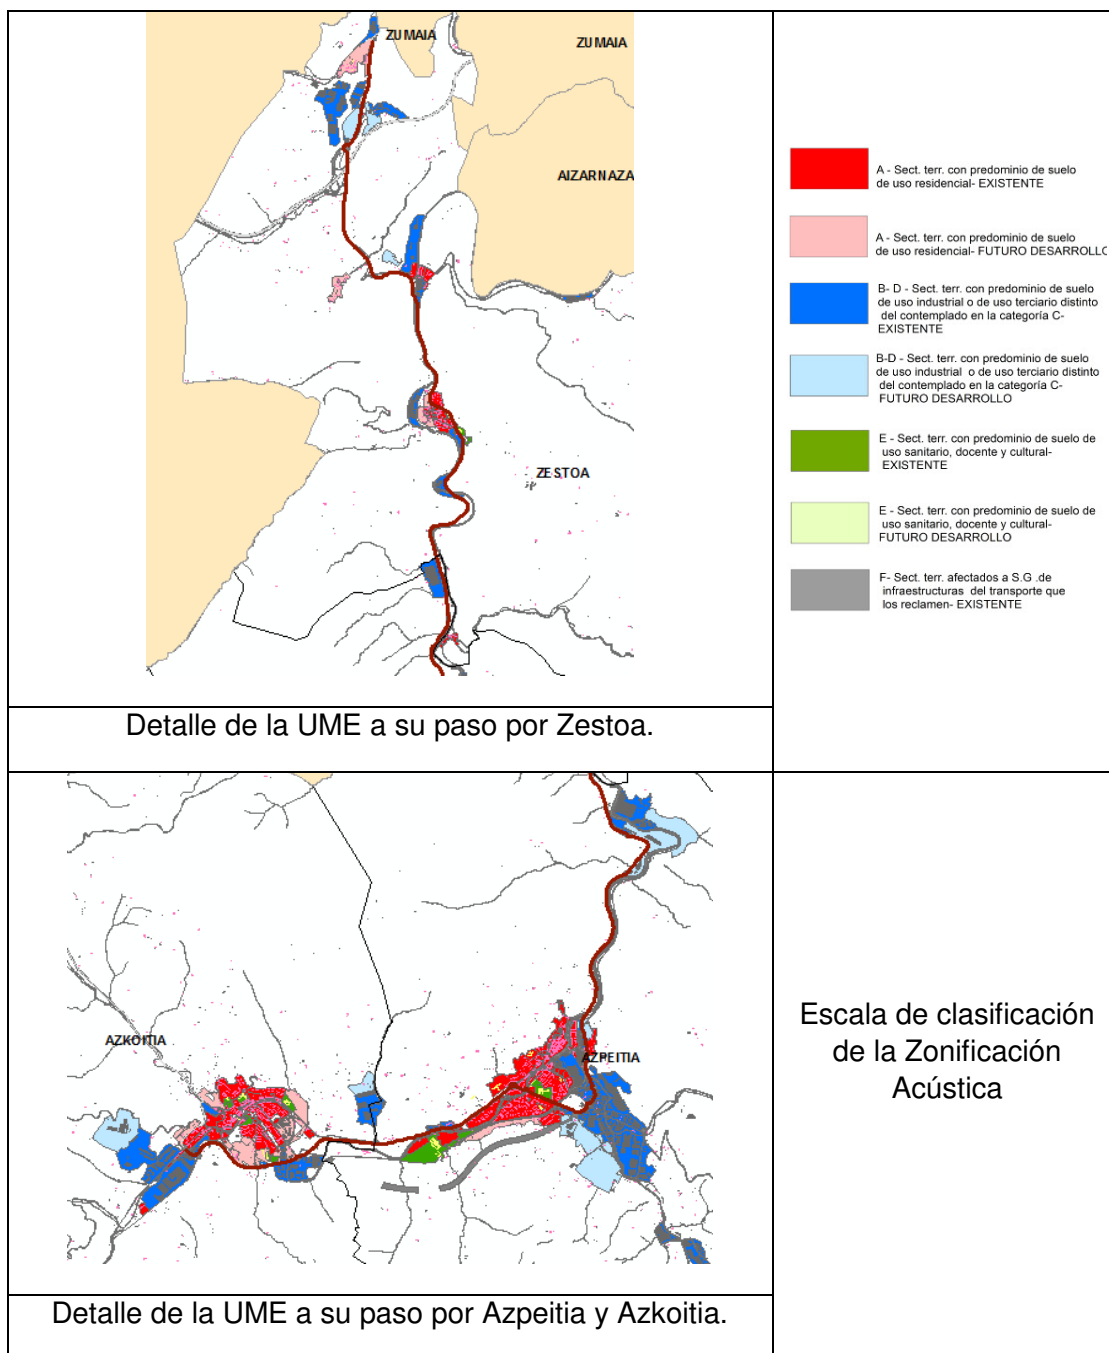 ZUMAIA
ZUMAIA
AIZARNAZA
ZESTOA
A - Sect. terr. con predominio de suelo
de uso residencial- EXISTENTE
A - Sect. terr. con predominio de suelo
de uso residencial- FUTURO DESARROLLO
B- D - Sect. terr. con predominio de suelo
de uso industrial o de uso terciario distinto
del contemplado en la categoría C-
EXISTENTE
B-D - Sect. terr. con predominio de suelo
de uso industrial o de uso terciario distinto
del contemplado en la categoría C-
FUTURO DESARROLLO
E - Sect. terr. con predominio de suelo de
uso sanitario, docente y cultural-
EXISTENTE
E - Sect. terr. con predominio de suelo de
uso sanitario, docente y cultural-
FUTURO DESARROLLO
F- Sect. terr. afectados a S.G .de
infraestructuras del transporte que
los reclamen- EXISTENTE
Detalle de la UME a su paso por Zestoa.
AZKOITIA
AZPEITIA
Escala de clasificación
de la Zonificación
Acústica
Detalle de la UME a su paso por Azpeitia y Azkoitia.